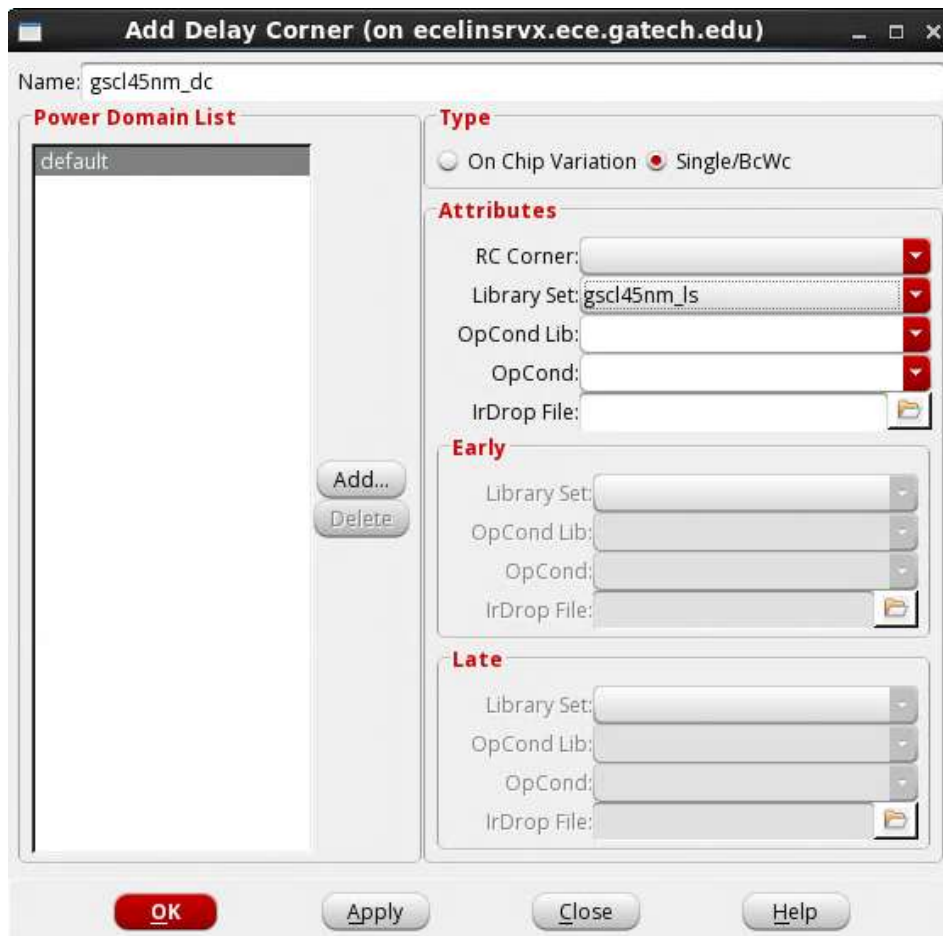 Add Delay Corner (on ecelinsrvx.ece.gatech.edu)
Name: gscl45nm_dc
Power Domain List
default
Add...
Delete
Type
On Chip Variation Single/BcWc
Attributes
RC Corner:
Library Set: gscl45nm_ls
OpCond Lib:
OpCond:
IrDrop File:
Early
Library Set:
OpCond Lib:
OpCond:
IrDrop File:
Late
Library Set:
OpCond Lib:
OpCond:
IrDrop File:
OK Apply Close Help